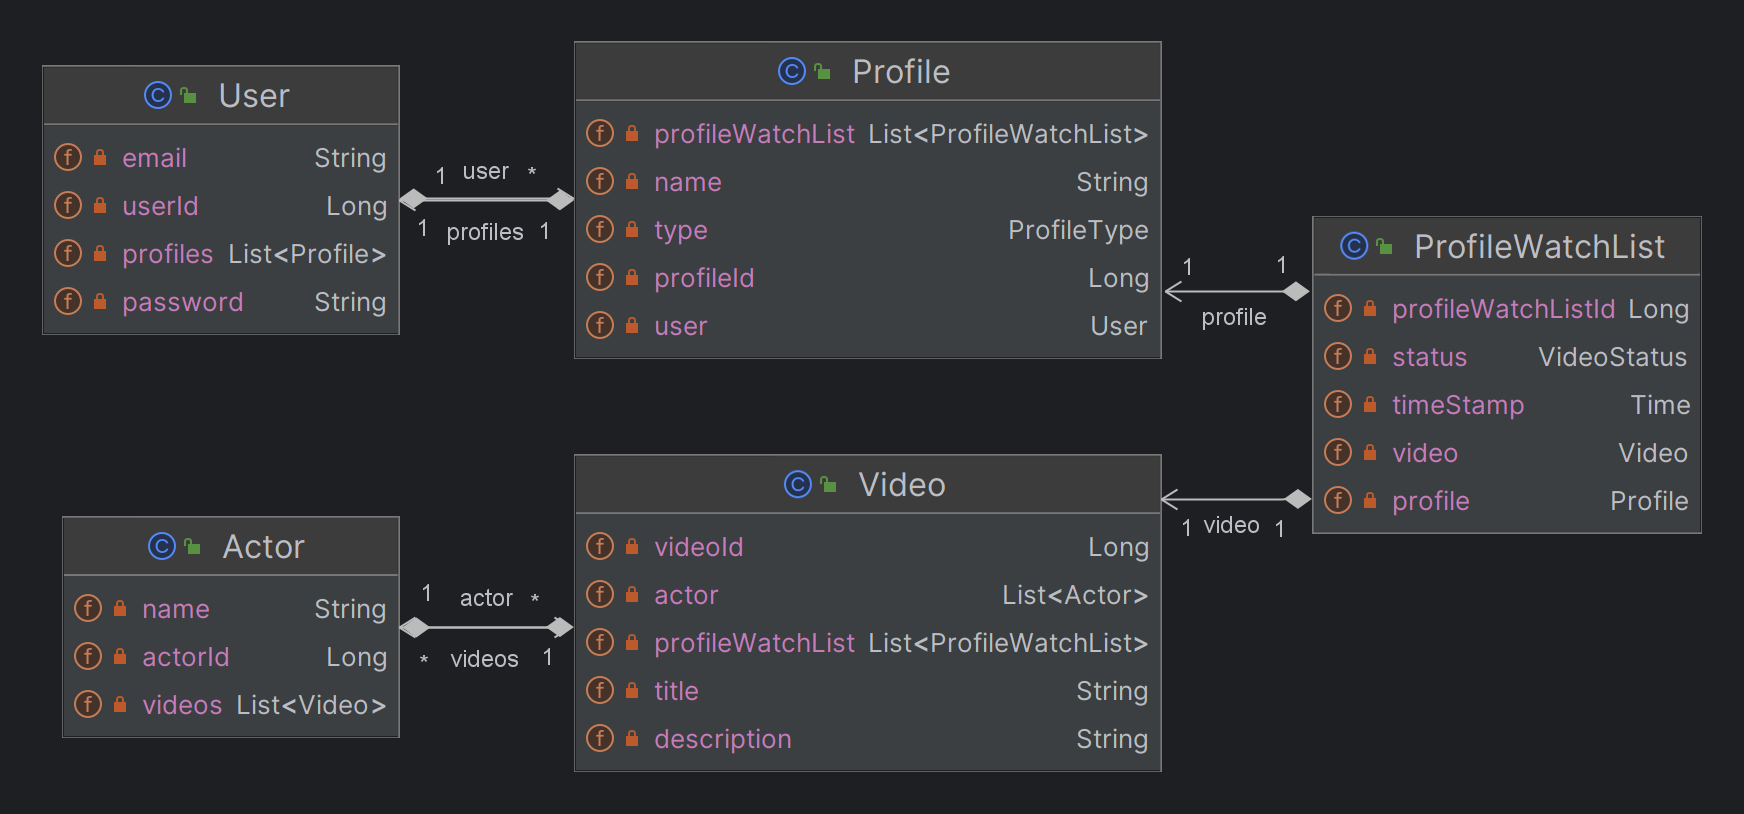 User
email String
userId Long
profiles List<Profile>
password String
1 user *
1 profiles 1
Profile
profileWatchList List<ProfileWatchList>
name String
type ProfileType
profileId Long
user User
1 1
profile
ProfileWatchList
profileWatchListId Long
status VideoStatus
timeStamp Time
video Video
profile Profile
1 video 1
Actor
name String
actorId Long
videos List<Video>
1 actor *
* videos 1
Video
videoId Long
actor List<Actor>
profileWatchList List<ProfileWatchList>
title String
description String